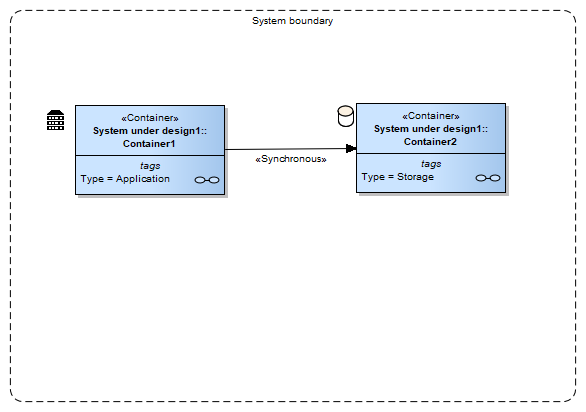 System boundary
«Container»
System under design1::
Container1
tags
Type = Application
«Synchronous»
«Container»
System under design1::
Container2
tags
Type = Storage